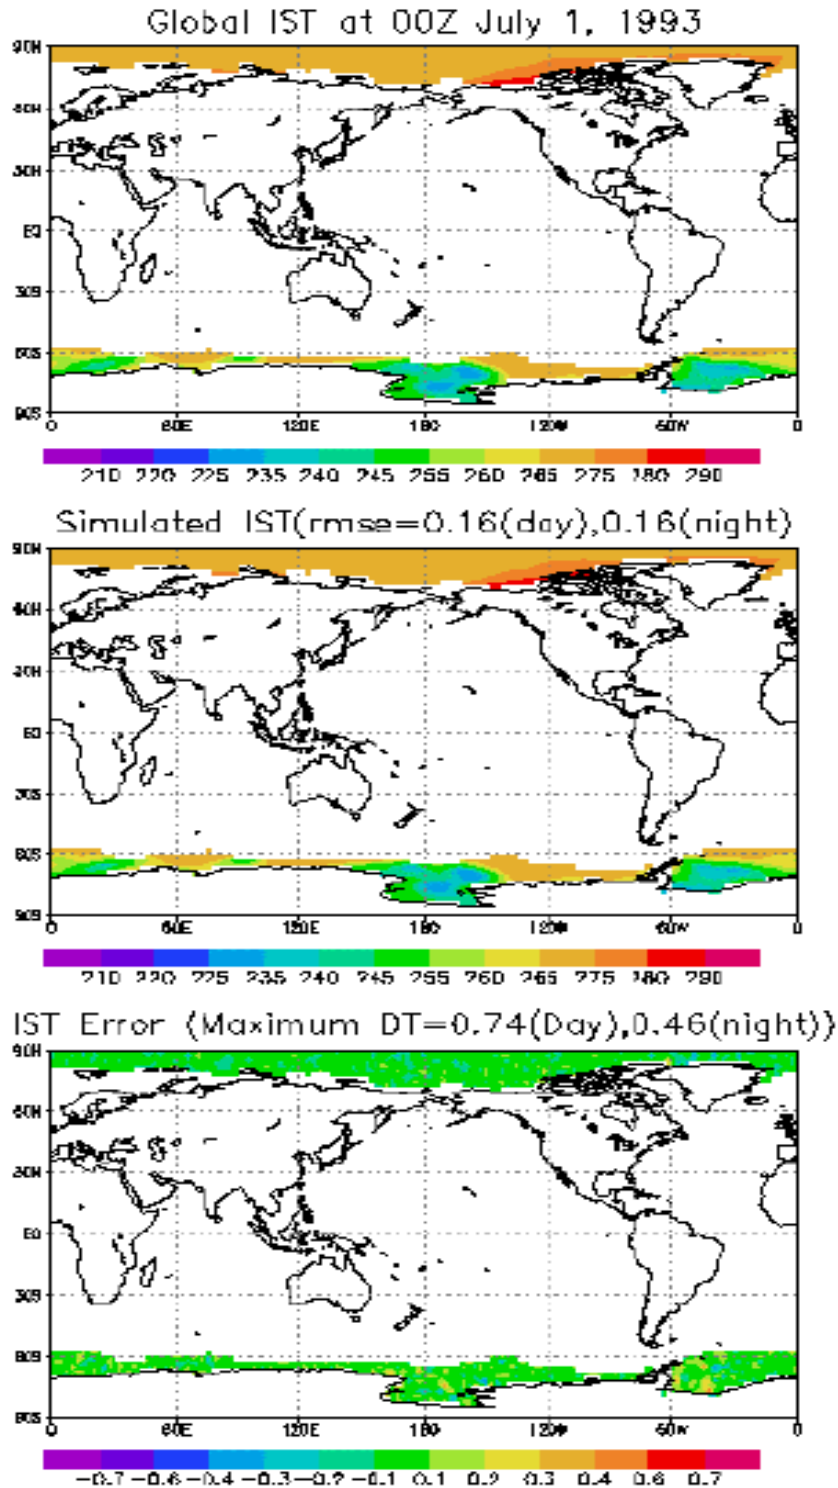 Global IST at 00Z July 1, 1993
90N
60N
30N
EQ
30S
60S
90S
0 60E 120E 180 120W 60W 0
210 220 225 235 240 245 255 260 265 275 280 290
Simulated IST(rmse=0.16(day),0.16(night)
90N
60N
30N
EQ
30S
60S
90S
0 60E 120E 180 120W 60W 0
210 220 225 235 240 245 255 260 265 275 280 290
IST Error (Maximum DT=0.74(Day),0.46(night)}
90N
60N
30N
EQ
30S
60S
90S
0 60E 120E 180 120W 60W 0
-0.7 -0.6 -0.4 -0.3 -0.2 -0.1 0.1 0.2 0.3 0.4 0.6 0.7